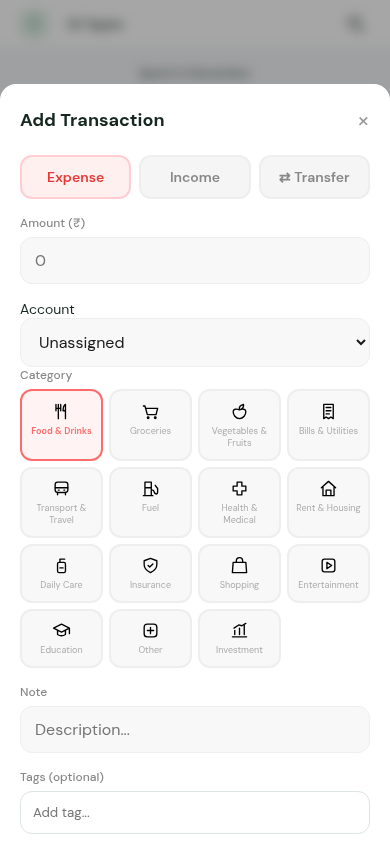 Add Transaction ×
Expense Income ⇄ Transfer
Amount (₹)
0
Account
Unassigned
Category
Food & Drinks Groceries Vegetables & Fruits Bills & Utilities
Transport & Travel Fuel Health & Medical Rent & Housing
Daily Care Insurance Shopping Entertainment
Education Other Investment
Note
Description...
Tags (optional)
Add tag...